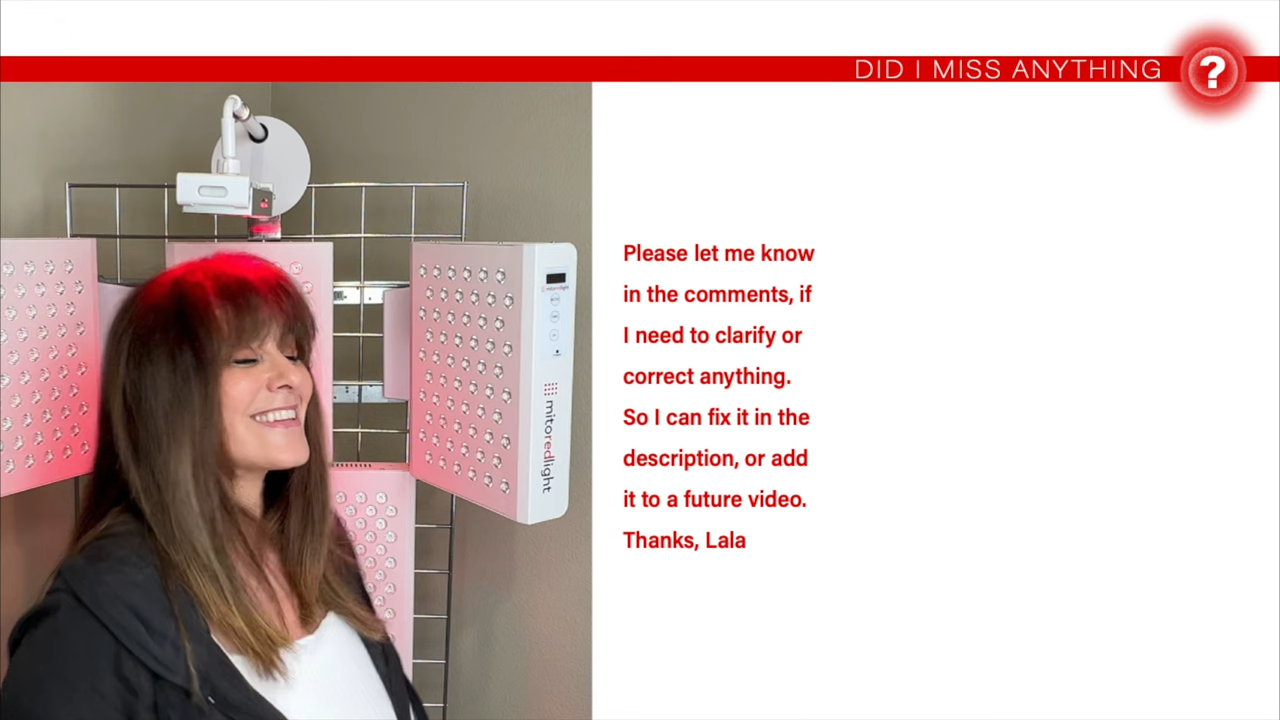 DID I MISS ANYTHING
?
Please let me know
in the comments, if
I need to clarify or
correct anything.
So I can fix it in the
description, or add
it to a future video.
Thanks, Lala
mitoredlight